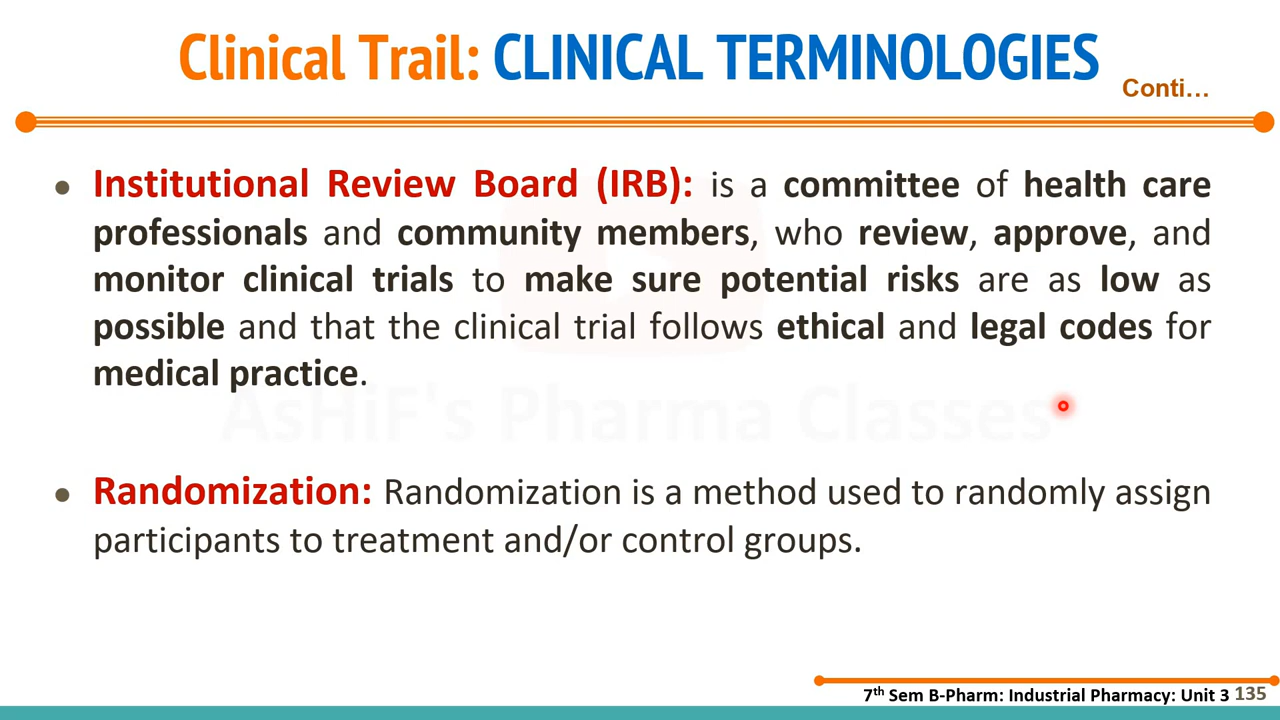 Clinical Trail: CLINICAL TERMINOLOGIES
Conti...
• Institutional Review Board (IRB): is a committee of health care
professionals and community members, who review, approve, and
monitor clinical trials to make sure potential risks are as low as
possible and that the clinical trial follows ethical and legal codes for
medical practice.
AsHiF's Pharma Classes
• Randomization: Randomization is a method used to randomly assign
participants to treatment and/or control groups.
7th Sem B-Pharm: Industrial Pharmacy: Unit 3 135